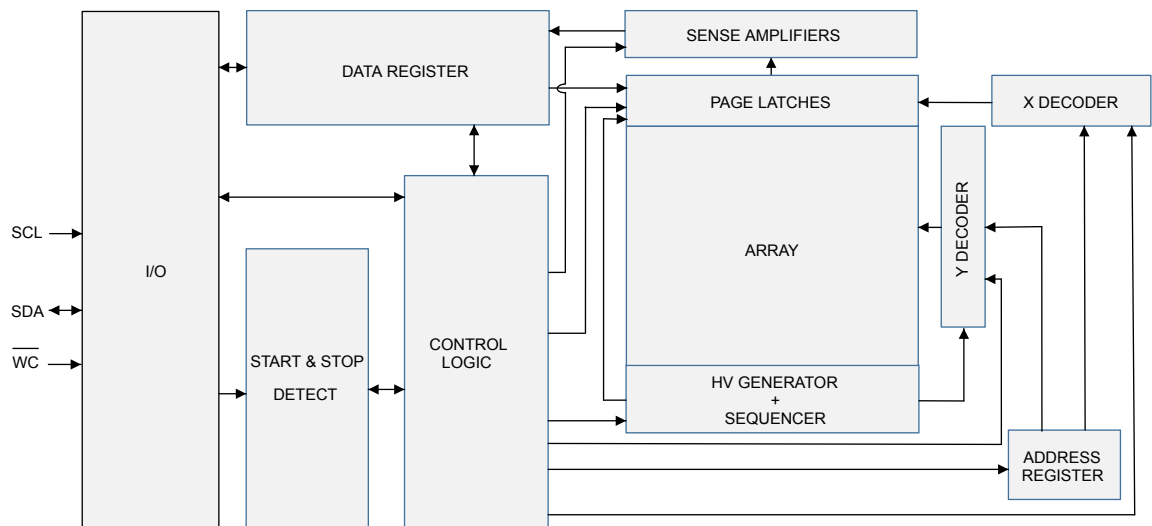 SENSE AMPLIFIERS
DATA REGISTER
PAGE LATCHES
X DECODER
SCL
I/O
SDA
WC
START & STOP
DETECT
CONTROL
LOGIC
ARRAY
Y DECODER
HV GENERATOR
+
SEQUENCER
ADDRESS
REGISTER